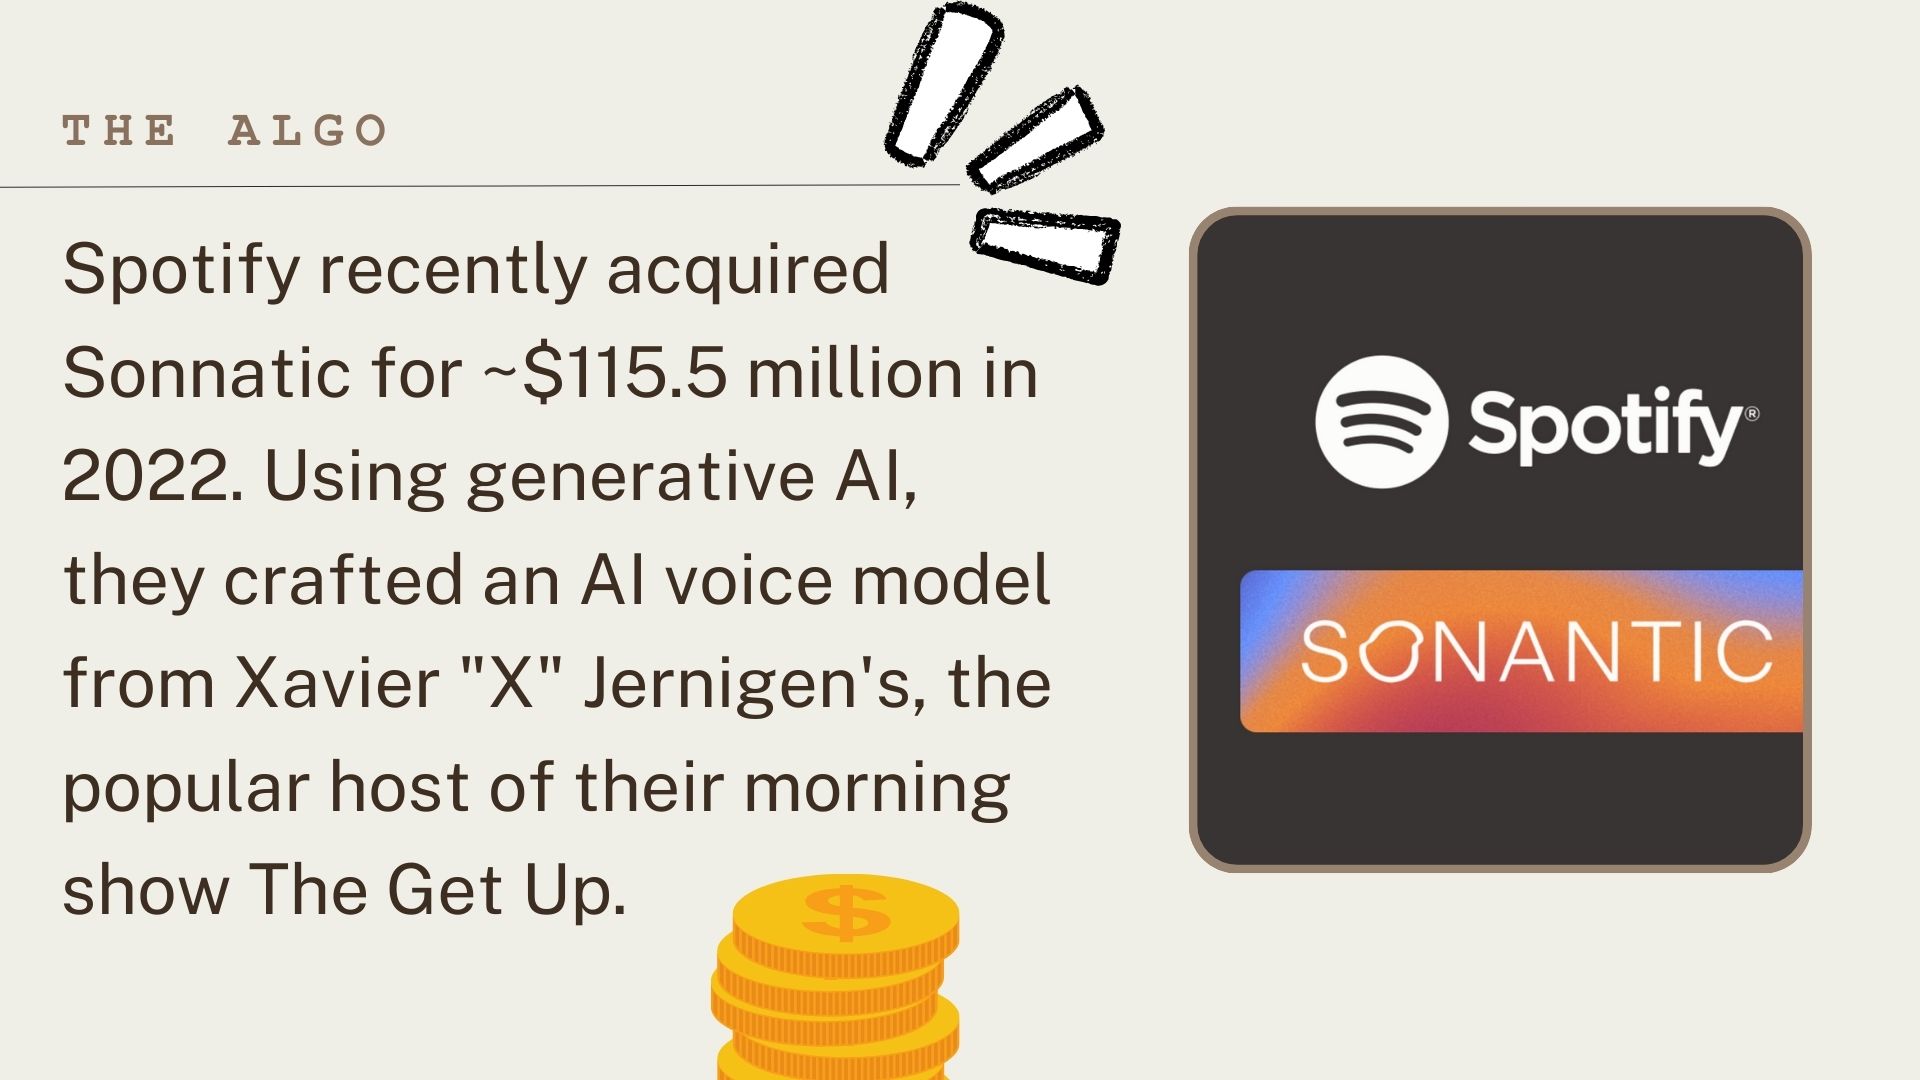 THE ALGO
Spotify recently acquired
Sonnatic for ~$115.5 million in
2022. Using generative AI,
they crafted an AI voice model
from Xavier "X" Jernigen's, the
popular host of their morning
show The Get Up.
$
Spotify®
SONANTIC